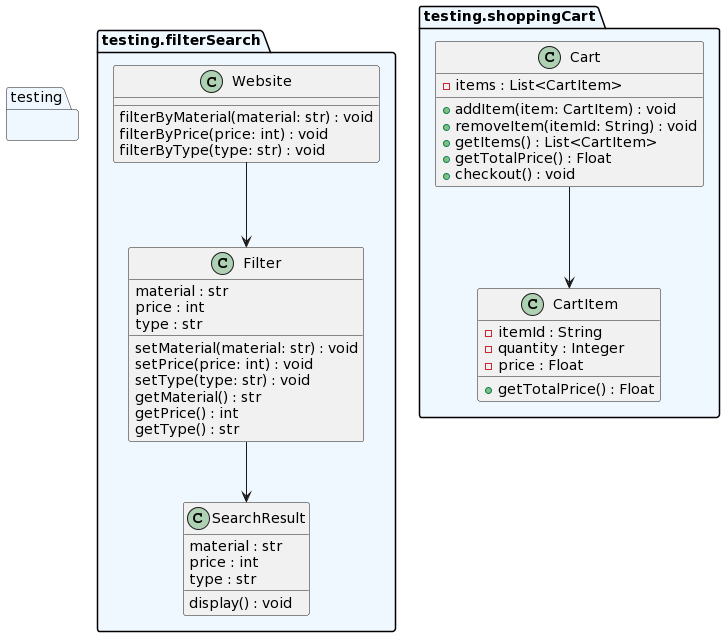 testing
testing.filterSearch
C Website
filterByMaterial(material: str) : void
filterByPrice(price: int) : void
filterByType(type: str) : void
C Filter
material : str
price : int
type : str
setMaterial(material: str) : void
setPrice(price: int) : void
setType(type: str) : void
getMaterial() : str
getPrice() : int
getType() : str
C SearchResult
material : str
price : int
type : str
display() : void
testing.shoppingCart
C Cart
items : List<CartItem>
addItem(item: CartItem) : void
removeItem(itemId: String) : void
getItems() : List<CartItem>
getTotalPrice() : Float
checkout() : void
C CartItem
itemId : String
quantity : Integer
price : Float
getTotalPrice() : Float